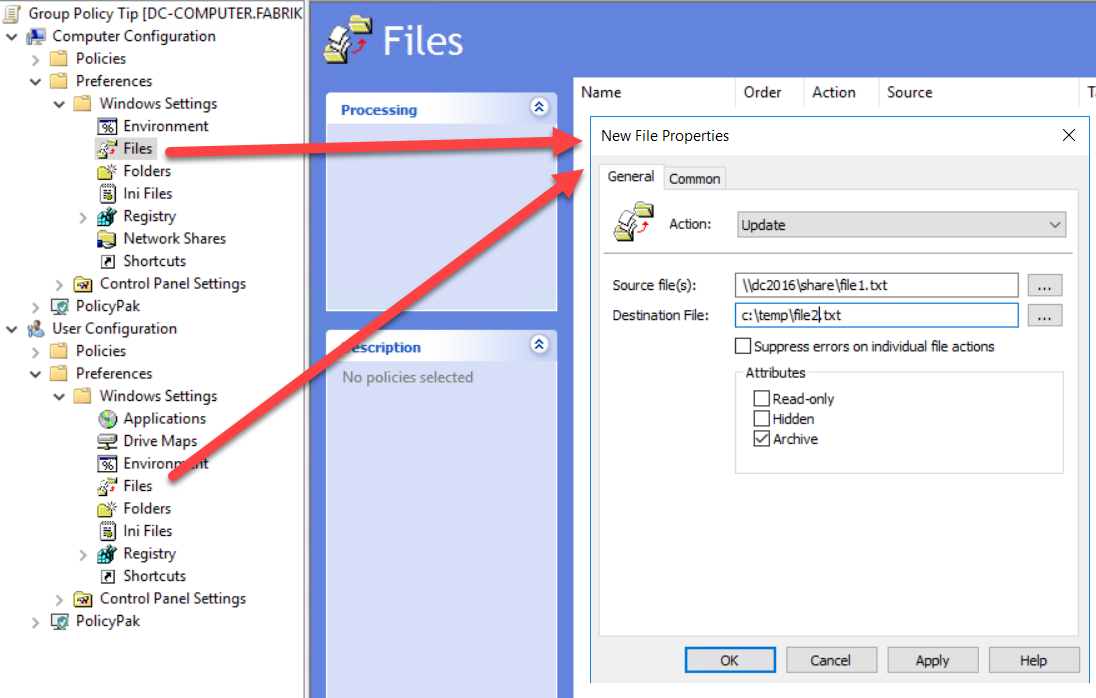 Group Policy Tip [DC-COMPUTER.FABRIK
Computer Configuration
Policies
Preferences
Windows Settings
Environment
Files
Folders
Ini Files
Registry
Network Shares
Shortcuts
Control Panel Settings
PolicyPak
User Configuration
Policies
Preferences
Windows Settings
Applications
Drive Maps
Environment
Files
Folders
Ini Files
Registry
Shortcuts
Control Panel Settings
PolicyPak
Files
Processing
Description
No policies selected
Name Order Action Source
New File Properties
General Common
Action: Update
Source file(s): \\dc2016\share\file1.txt ...
Destination File: c:\temp\file2.txt ...
Suppress errors on individual file actions
Attributes
Read-only
Hidden
Archive
OK Cancel Apply Help